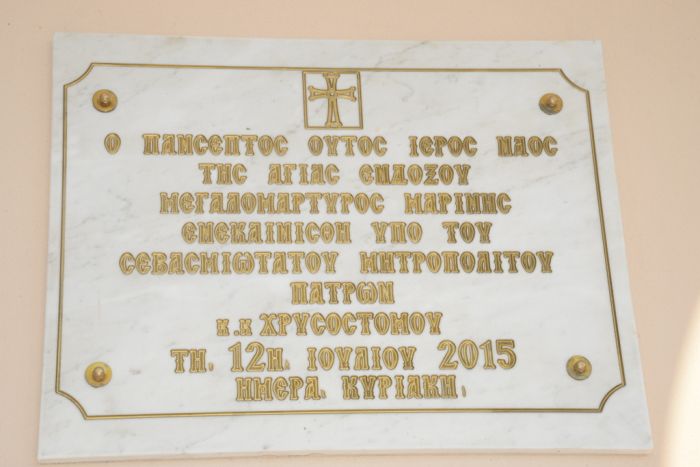 Ο ΠΑΝΣΕΠΤΟΣ ΟΥΤΟΣ ΙΕΡΟΣ ΝΑΟΣ
ΤΗΣ ΑΓΙΑΣ ΕΝΔΟΞΟΥ
ΜΕΓΑΛΟΜΑΡΤΥΡΟΣ ΜΑΡΙΝΗΣ
ΕΝΕΚΑΙΝΙΣΘΗ ΥΠΟ ΤΟΥ
ΣΕΒΑΣΜΙΩΤΑΤΟΥ ΜΗΤΡΟΠΟΛΙΤΟΥ
ΠΑΤΡΩΝ
κ.κ ΧΡΥΣΟΣΤΟΜΟΥ
ΤΗ. 12Η. ΙΟΥΛΙΟΥ 2015
ΗΜΕΡΑ. ΚΥΡΙΑΚΗ.